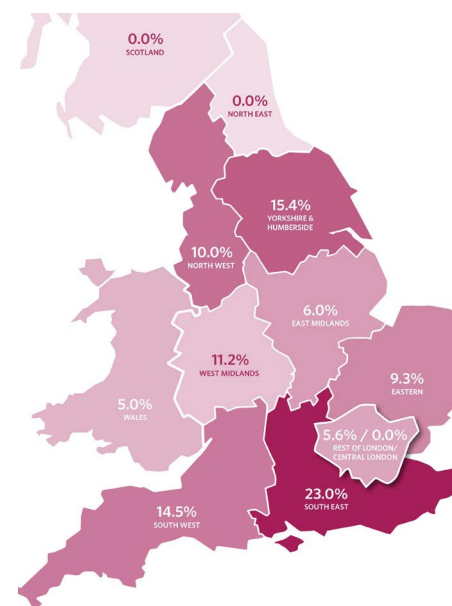 0.0%
SCOTLAND
0.0%
NORTH EAST
15.4%
YORKSHIRE &
HUMBERSIDE
10.0%
NORTH WEST
6.0%
EAST MIDLANDS
11.2%
WEST MIDLANDS
9.3%
EASTERN
5.0%
WALES
5.6% / 0.0%
REST OF LONDON/
CENTRAL LONDON
23.0%
SOUTH EAST
14.5%
SOUTH WEST